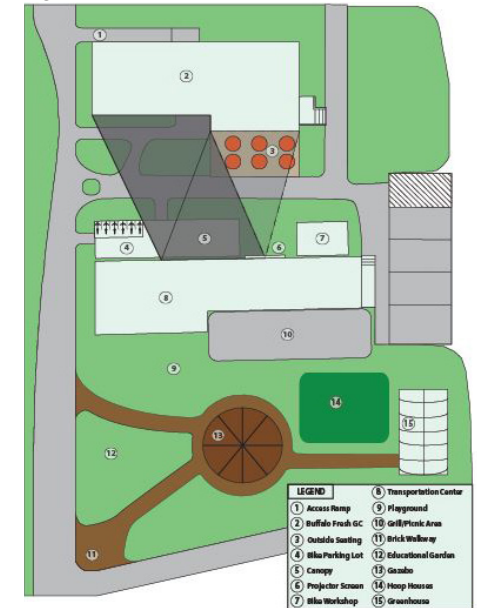 1
2
3
4
5
6
7
8
10
9
14
13
15
12
11
LEGEND
1 Access Ramp
2 Buffalo Fresh GC
3 Outside Seating
4 Bike Parking Lot
5 Canopy
6 Projector Screen
7 Bike Workshop
8 Transportation Center
9 Playground
10 Grill/Picnic Area
11 Brick Walkway
12 Educational Garden
13 Gazebo
14 Hoop Houses
15 Greenhouse